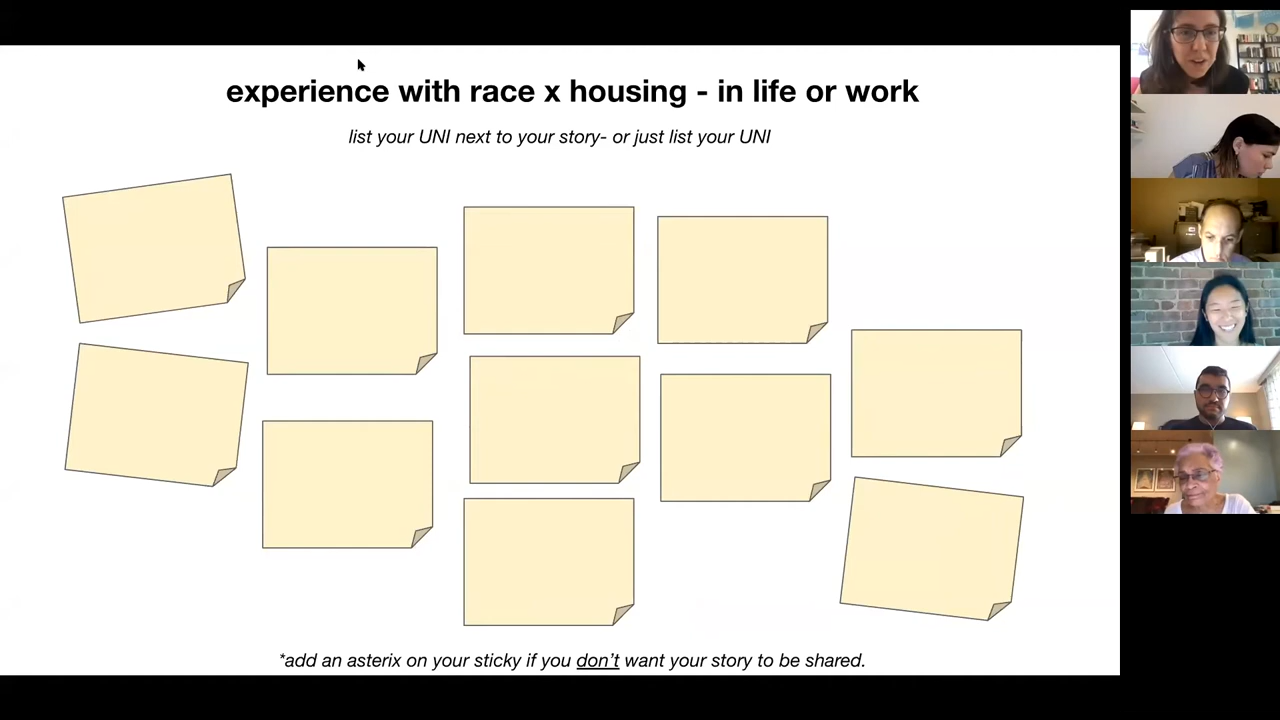 experience with race x housing - in life or work
list your UNI next to your story- or just list your UNI
*add an asterix on your sticky if you don't want your story to be shared.